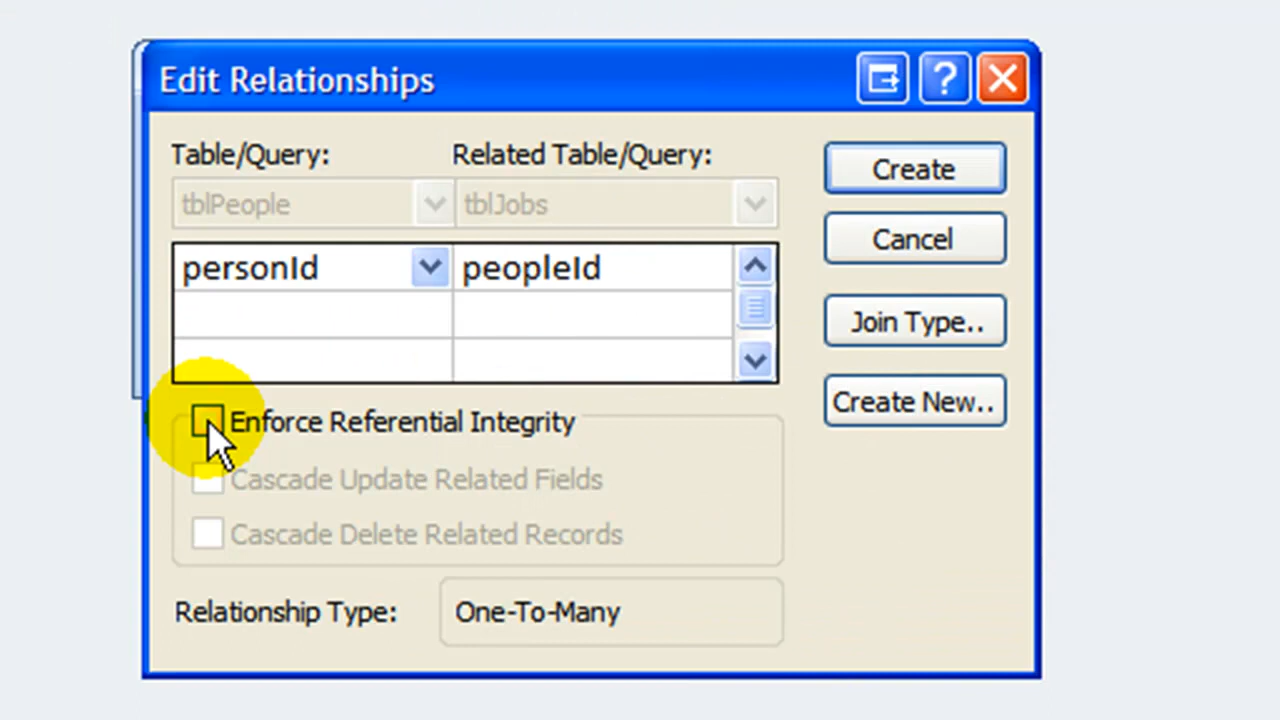 Edit Relationships
?
Table/Query: Related Table/Query:
tblPeople tblJobs
personId peopleId
Enforce Referential Integrity
Cascade Update Related Fields
Cascade Delete Related Records
Relationship Type: One-To-Many
Create
Cancel
Join Type..
Create New..